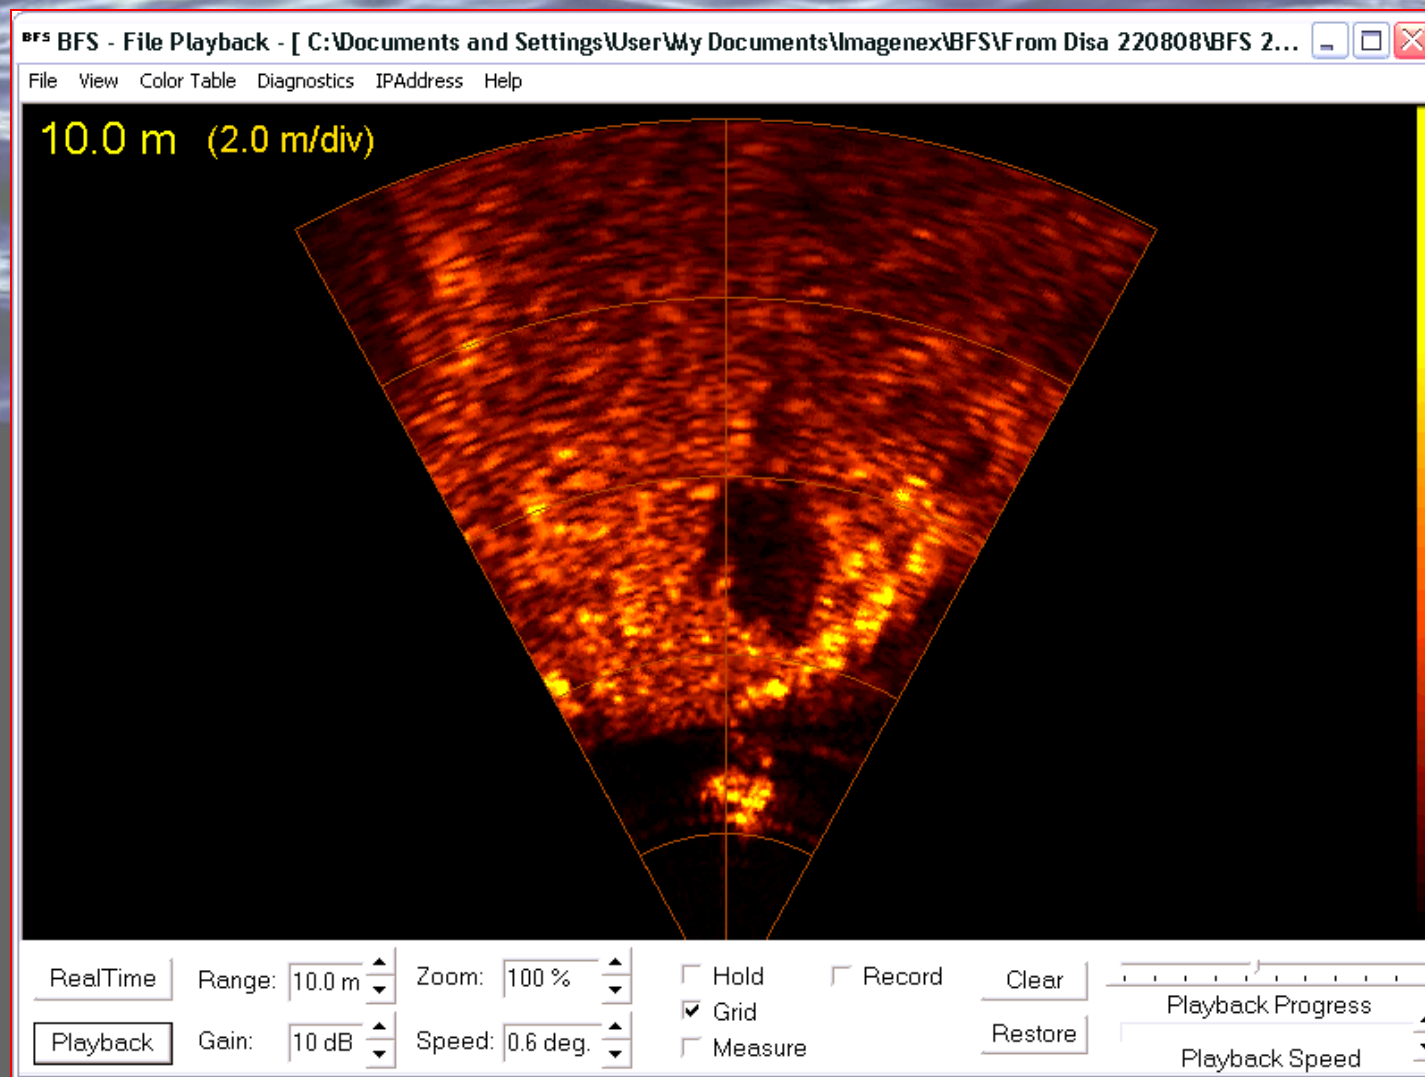 BFS BFS - File Playback - [ C:\Documents and Settings\User\My Documents\Imagenex\BFS\From Disa 220808\BFS 2...
File View Color Table Diagnostics IPAddress Help
10.0 m (2.0 m/div)
RealTime Range: 10.0 m Zoom: 100 % Hold Record Clear
Grid Playback Progress
Playback Gain: 10 dB Speed: 0.6 deg. Measure Restore
Playback Speed